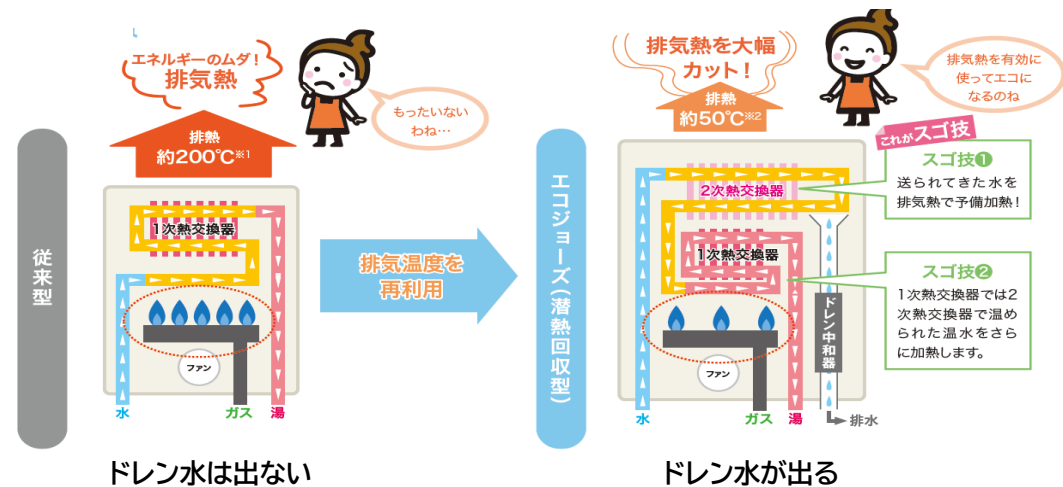 エネルギーのムダ！
排気熱
もったいない
わね…
排熱
約200℃※1
従来型
1次熱交換器
ファン
水
ガス
湯
ドレン水は出ない
排気温度を
再利用
エコジョーズ(潜熱回収型)
排気熱を大幅
カット！
排気熱を有効に
使ってエコに
なるのね
排熱
約50℃※2
これがスゴ技
スゴ技❶
送られてきた水を
排気熱で予備加熱！
2次熱交換器
1次熱交換器
スゴ技❷
1次熱交換器では2
次熱交換器で温め
られた温水をさら
に加熱します。
ドレン中和器
ファン
水
ガス
湯
排水
ドレン水が出る